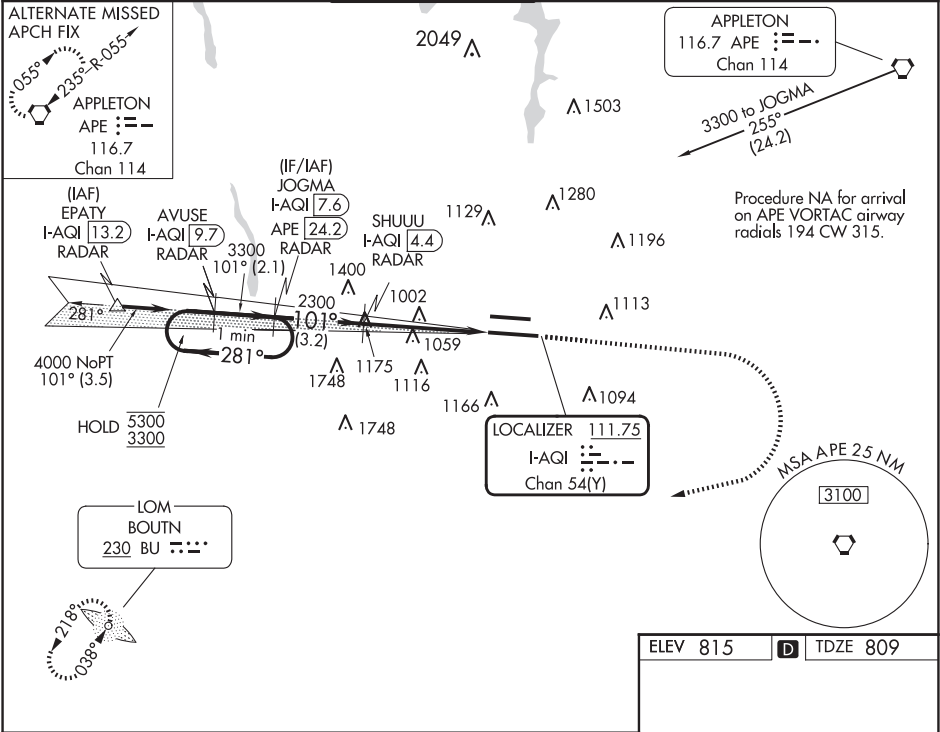 ALTERNATE MISSED
APCH FIX
055°
235°
R-055
APPLETON
APE
116.7
Chan 114
2049
1503
APPLETON
116.7 APE
Chan 114
3300 to JOGMA
255°
(24.2)
Procedure NA for arrival
on APE VORTAC airway
radials 194 CW 315.
(IAF)
EPATY
I-AQI 13.2
RADAR
AVUSE
I-AQI 9.7
RADAR
3300
101° (2.1)
(IF/IAF)
JOGMA
I-AQI 7.6
APE 24.2
RADAR
SHUUU
I-AQI 4.4
RADAR
1129
1280
1196
1400
1002
1113
281°
2300
101°
(3.2)
1 min
281°
1059
4000 NoPT
101° (3.5)
1748
1175
1116
1166
1094
HOLD 5300
3300
1748
LOCALIZER 111.75
I-AQI
Chan 54(Y)
MSA APE 25 NM
3100
LOM
BOUTN
230 BU
218°
038°
ELEV 815 D TDZE 809